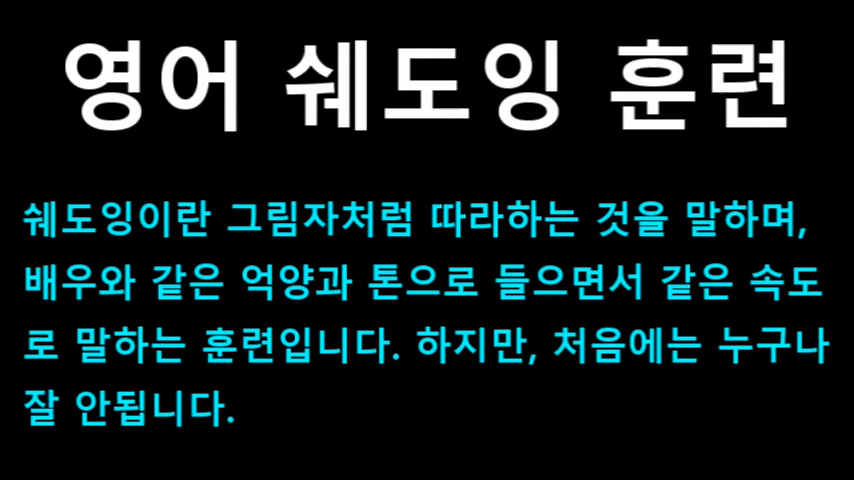 영어 쉐도잉 훈련
쉐도잉이란 그림자처럼 따라하는 것을 말하며,
배우와 같은 억양과 톤으로 들으면서 같은 속도
로 말하는 훈련입니다. 하지만, 처음에는 누구나
잘 안됩니다.